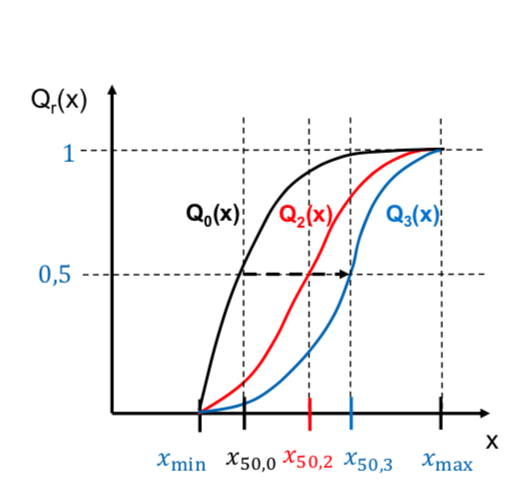 Qr(x)
1
Q0(x) Q2(x) Q3(x)
0,5
x
xmin x50,0 x50,2 x50,3 xmax